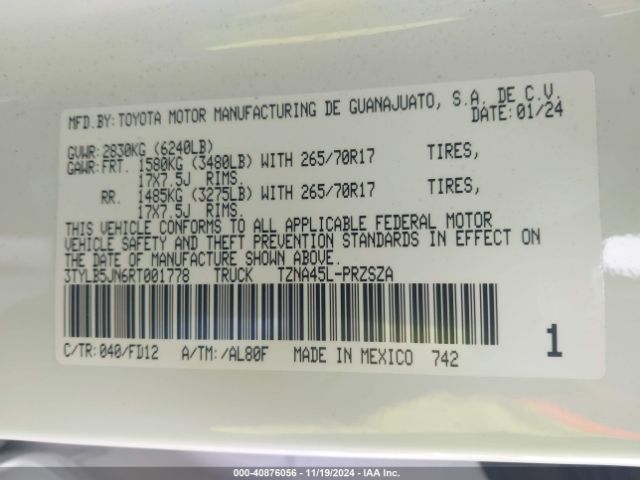 MFD.BY:TOYOTA MOTOR MANUFACTURING DE GUANAJUATO, S.A. DE C.V.
DATE:01/24
GVWR:2830KG (6240LB)
GAWR:FRT. 1580KG (3480LB) WITH 265/70R17 TIRES,
17X7.5J RIMS.
RR. 1485KG (3275LB) WITH 265/70R17 TIRES,
17X7.5J RIMS.
THIS VEHICLE CONFORMS TO ALL APPLICABLE FEDERAL MOTOR
VEHICLE SAFETY AND THEFT PREVENTION STANDARDS IN EFFECT ON
THE DATE OF MANUFACTURE SHOWN ABOVE.
3TYLB5JN6RT001778 TRUCK TZNA45L-PRZSZA
C/TR:040/FD12 A/TM:/AL80F MADE IN MEXICO 742 1
000-40876056 - 11/19/2024 - IAA Inc.